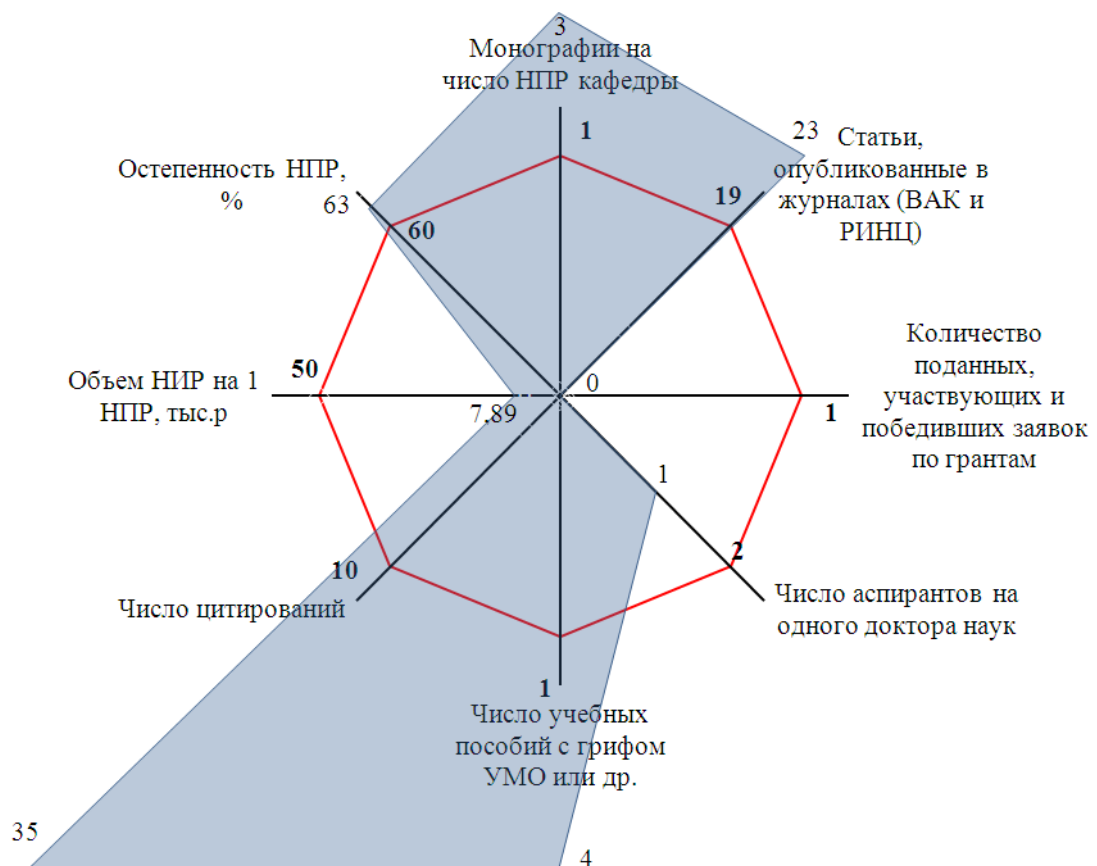 3
Монографии на
число НПР кафедры
1
23
Статьи,
опубликованные в
журналах (ВАК и
РИНЦ)
19
Остепенность НПР,
%
63
60
Количество
поданных,
участвующих и
победивших заявок
по грантам
1
0
50
Объем НИР на 1
НПР, тыс.р
7,89
1
2
Число аспирантов на
одного доктора наук
10
Число цитирований
1
Число учебных
пособий с грифом
УМО или др.
35
4